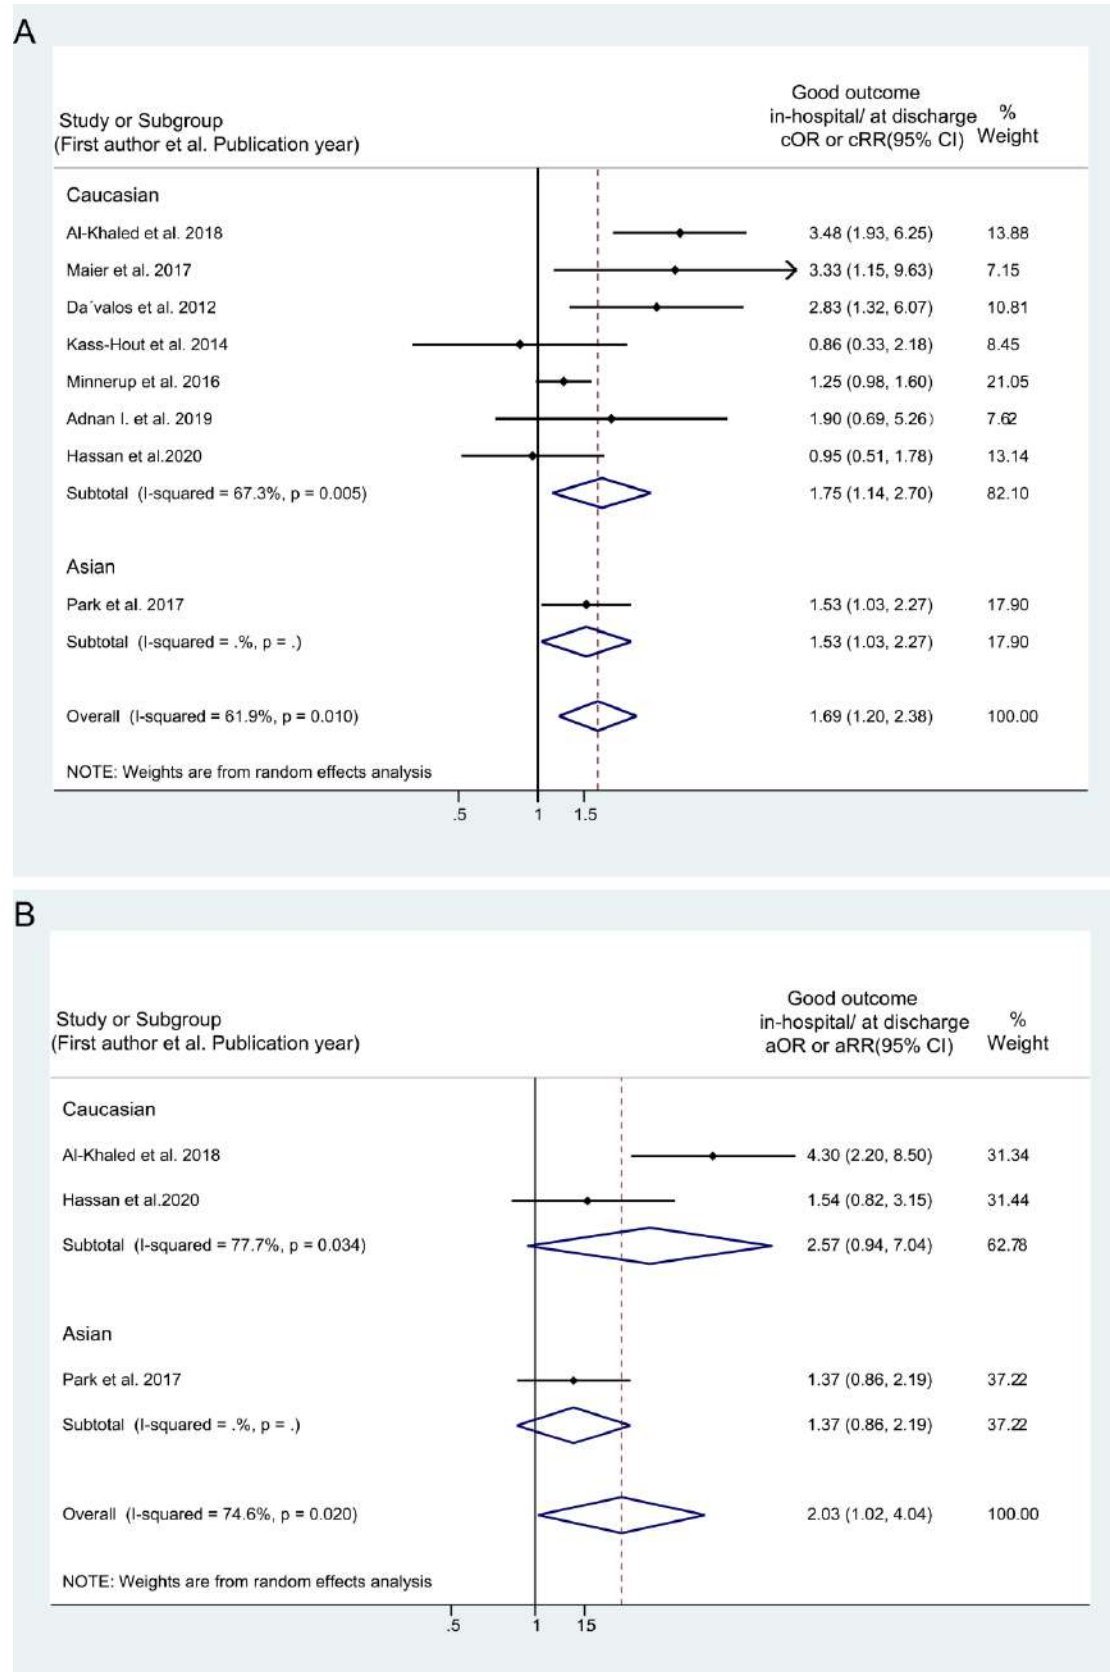 A
Good outcome
in-hospital/ at discharge %
Study or Subgroup
(First author et al. Publication year) cOR or cRR(95% CI) Weight
Caucasian
Al-Khaled et al. 2018 3.48 (1.93, 6.25) 13.88
Maier et al. 2017 3.33 (1.15, 9.63) 7.15
Da´valos et al. 2012 2.83 (1.32, 6.07) 10.81
Kass-Hout et al. 2014 0.86 (0.33, 2.18) 8.45
Minnerup et al. 2016 1.25 (0.98, 1.60) 21.05
Adnan I. et al. 2019 1.90 (0.69, 5.26) 7.62
Hassan et al.2020 0.95 (0.51, 1.78) 13.14
Subtotal (I-squared = 67.3%, p = 0.005) 1.75 (1.14, 2.70) 82.10
Asian
Park et al. 2017 1.53 (1.03, 2.27) 17.90
Subtotal (I-squared = .%, p = .) 1.53 (1.03, 2.27) 17.90
Overall (I-squared = 61.9%, p = 0.010) 1.69 (1.20, 2.38) 100.00
NOTE: Weights are from random effects analysis
.5 1 1.5
B
Good outcome
Study or Subgroup in-hospital/ at discharge %
(First author et al. Publication year) aOR or aRR(95% CI) Weight
Caucasian
Al-Khaled et al. 2018 4.30 (2.20, 8.50) 31.34
Hassan et al.2020 1.54 (0.82, 3.15) 31.44
Subtotal (I-squared = 77.7%, p = 0.034) 2.57 (0.94, 7.04) 62.78
Asian
Park et al. 2017 1.37 (0.86, 2.19) 37.22
Subtotal (I-squared = .%, p = .) 1.37 (0.86, 2.19) 37.22
Overall (I-squared = 74.6%, p = 0.020) 2.03 (1.02, 4.04) 100.00
NOTE: Weights are from random effects analysis
.5 1 15